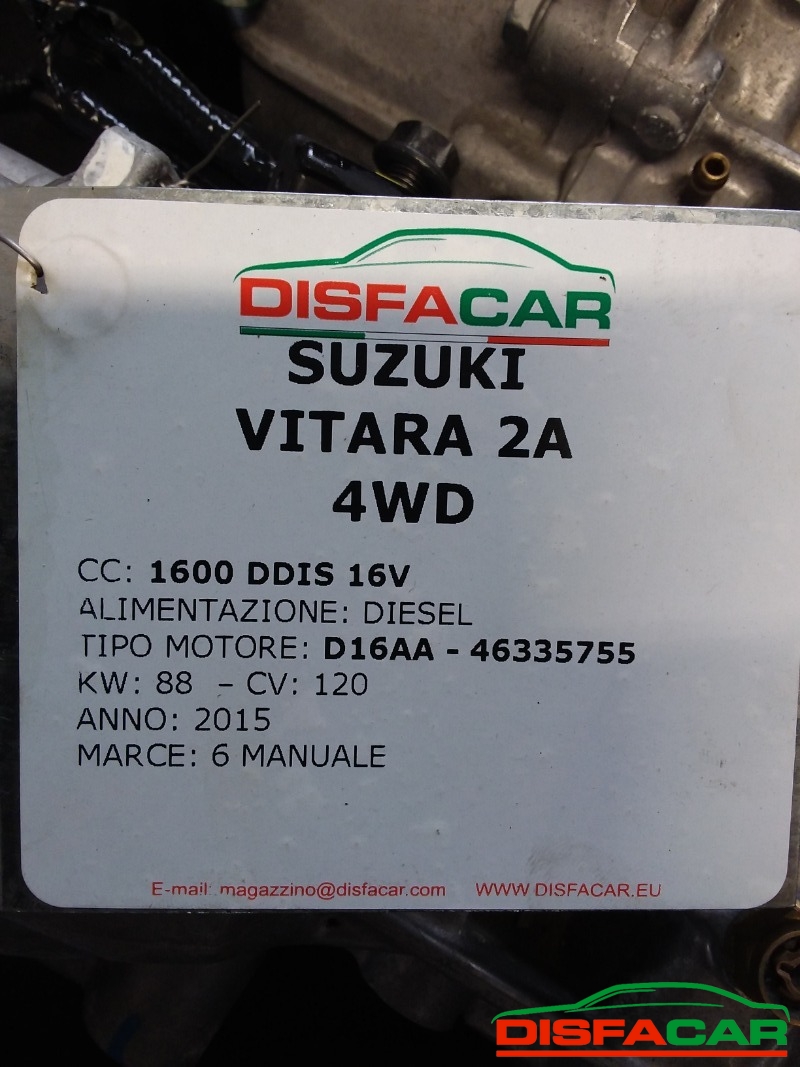 DISFACAR
SUZUKI
VITARA 2A
4WD
CC: 1600 DDIS 16V
ALIMENTAZIONE: DIESEL
TIPO MOTORE: D16AA - 46335755
KW: 88 – CV: 120
ANNO: 2015
MARCE: 6 MANUALE
E-mail: magazzino@disfacar.com WWW.DISFACAR.EU
DISFACAR